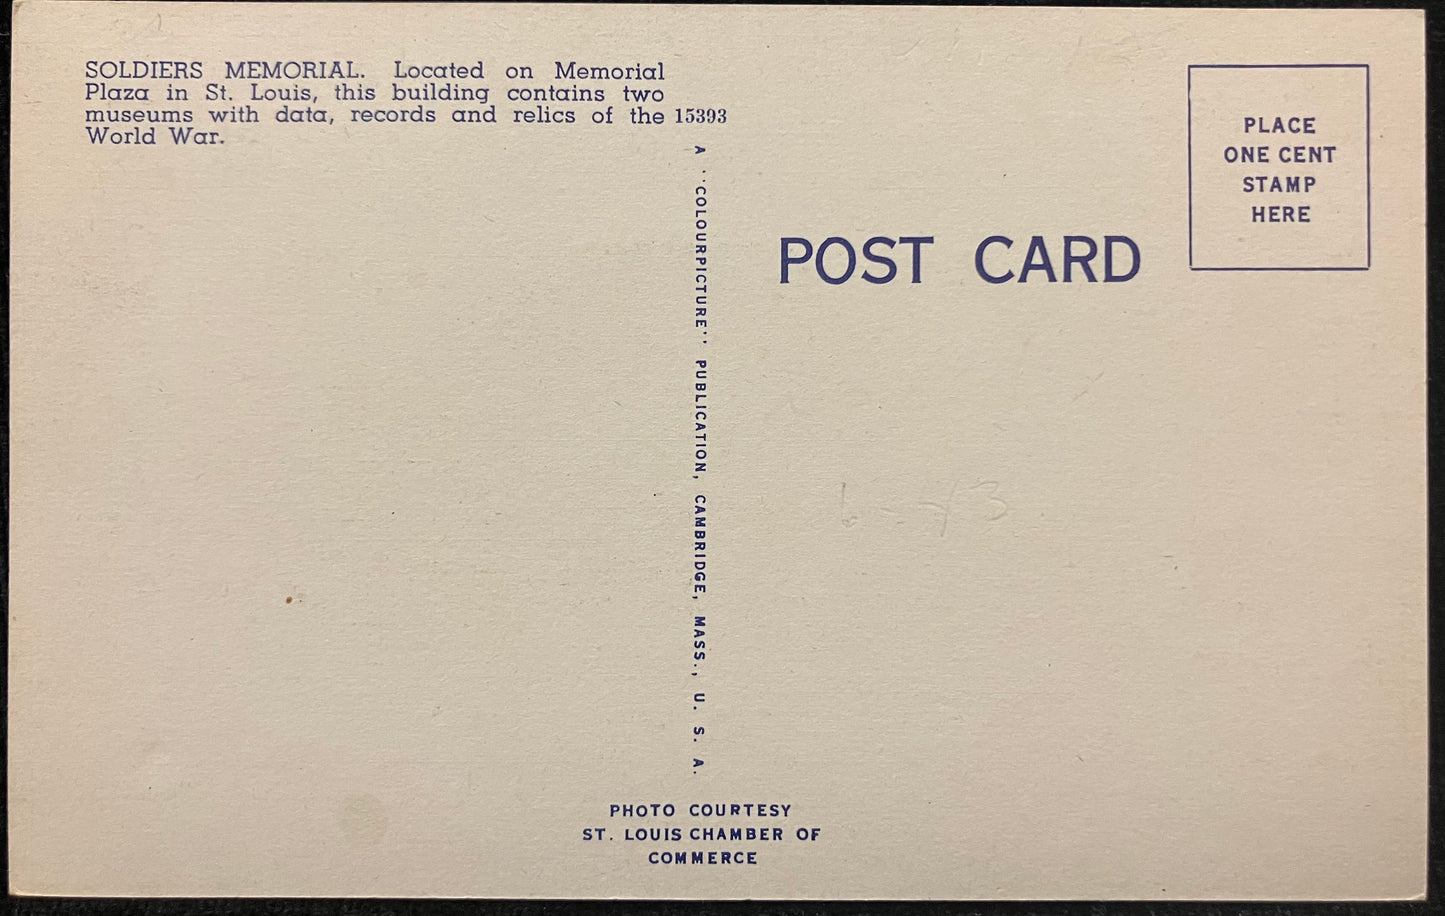 SOLDIERS MEMORIAL. Located on Memorial
Plaza in St. Louis, this building contains two
museums with data, records and relics of the
World War.
15393
A ''COLOURPICTURE'' PUBLICATION, CAMBRIDGE, MASS., U. S. A.
POST CARD
PLACE
ONE CENT
STAMP
HERE
6-43
PHOTO COURTESY
ST. LOUIS CHAMBER OF
COMMERCE